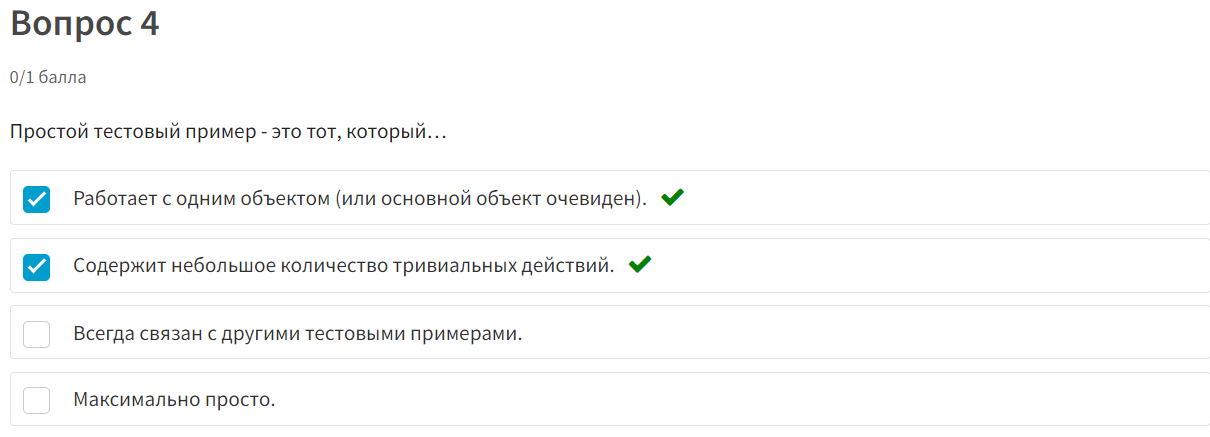 Вопрос 4
0/1 балла
Простой тестовый пример - это тот, который…
Работает с одним объектом (или основной объект очевиден).
Содержит небольшое количество тривиальных действий.
Всегда связан с другими тестовыми примерами.
Максимально просто.